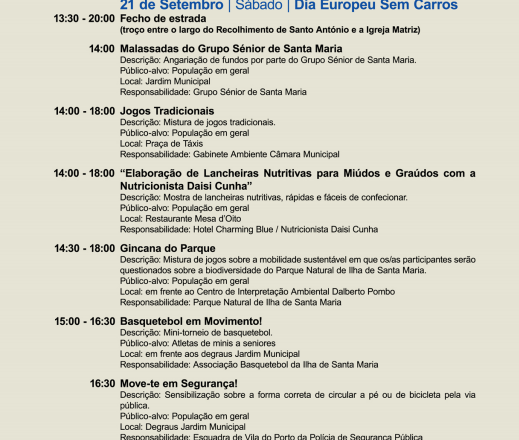 21 de Setembro | Sábado | Dia Europeu Sem Carros
13:30 - 20:00 Fecho de estrada
(troço entre o largo do Recolhimento de Santo António e a Igreja Matriz)
14:00 Malassadas do Grupo Sénior de Santa Maria
Descrição: Angariação de fundos por parte do Grupo Sénior de Santa Maria.
Público-alvo: População em geral
Local: Jardim Municipal
Responsabilidade: Grupo Sénior de Santa Maria
14:00 - 18:00 Jogos Tradicionais
Descrição: Mistura de jogos tradicionais.
Público-alvo: População em geral
Local: Praça de Táxis
Responsabilidade: Gabinete Ambiente Câmara Municipal
14:00 - 18:00 “Elaboração de Lancheiras Nutritivas para Miúdos e Graúdos com a
Nutricionista Daisi Cunha”
Descrição: Mostra de lancheiras nutritivas, rápidas e fáceis de confecionar.
Público-alvo: População em geral
Local: Restaurante Mesa d’Oito
Responsabilidade: Hotel Charming Blue / Nutricionista Daisi Cunha
14:30 - 18:00 Gincana do Parque
Descrição: Mistura de jogos sobre a mobilidade sustentável em que os/as participantes serão
questionados sobre a biodiversidade do Parque Natural de Ilha de Santa Maria.
Público-alvo: População em geral
Local: em frente ao Centro de Interpretação Ambiental Dalberto Pombo
Responsabilidade: Parque Natural de Ilha de Santa Maria
15:00 - 16:30 Basquetebol em Movimento!
Descrição: Mini-torneio de basquetebol.
Público-alvo: Atletas de minis a seniores
Local: em frente aos degraus Jardim Municipal
Responsabilidade: Associação Basquetebol da Ilha de Santa Maria
16:30 Move-te em Segurança!
Descrição: Sensibilização sobre a forma correta de circular a pé ou de bicicleta pela via
pública.
Público-alvo: População em geral
Local: Degraus Jardim Municipal
Responsabilidade: Esquadra de Vila do Porto da Polícia de Segurança Pública